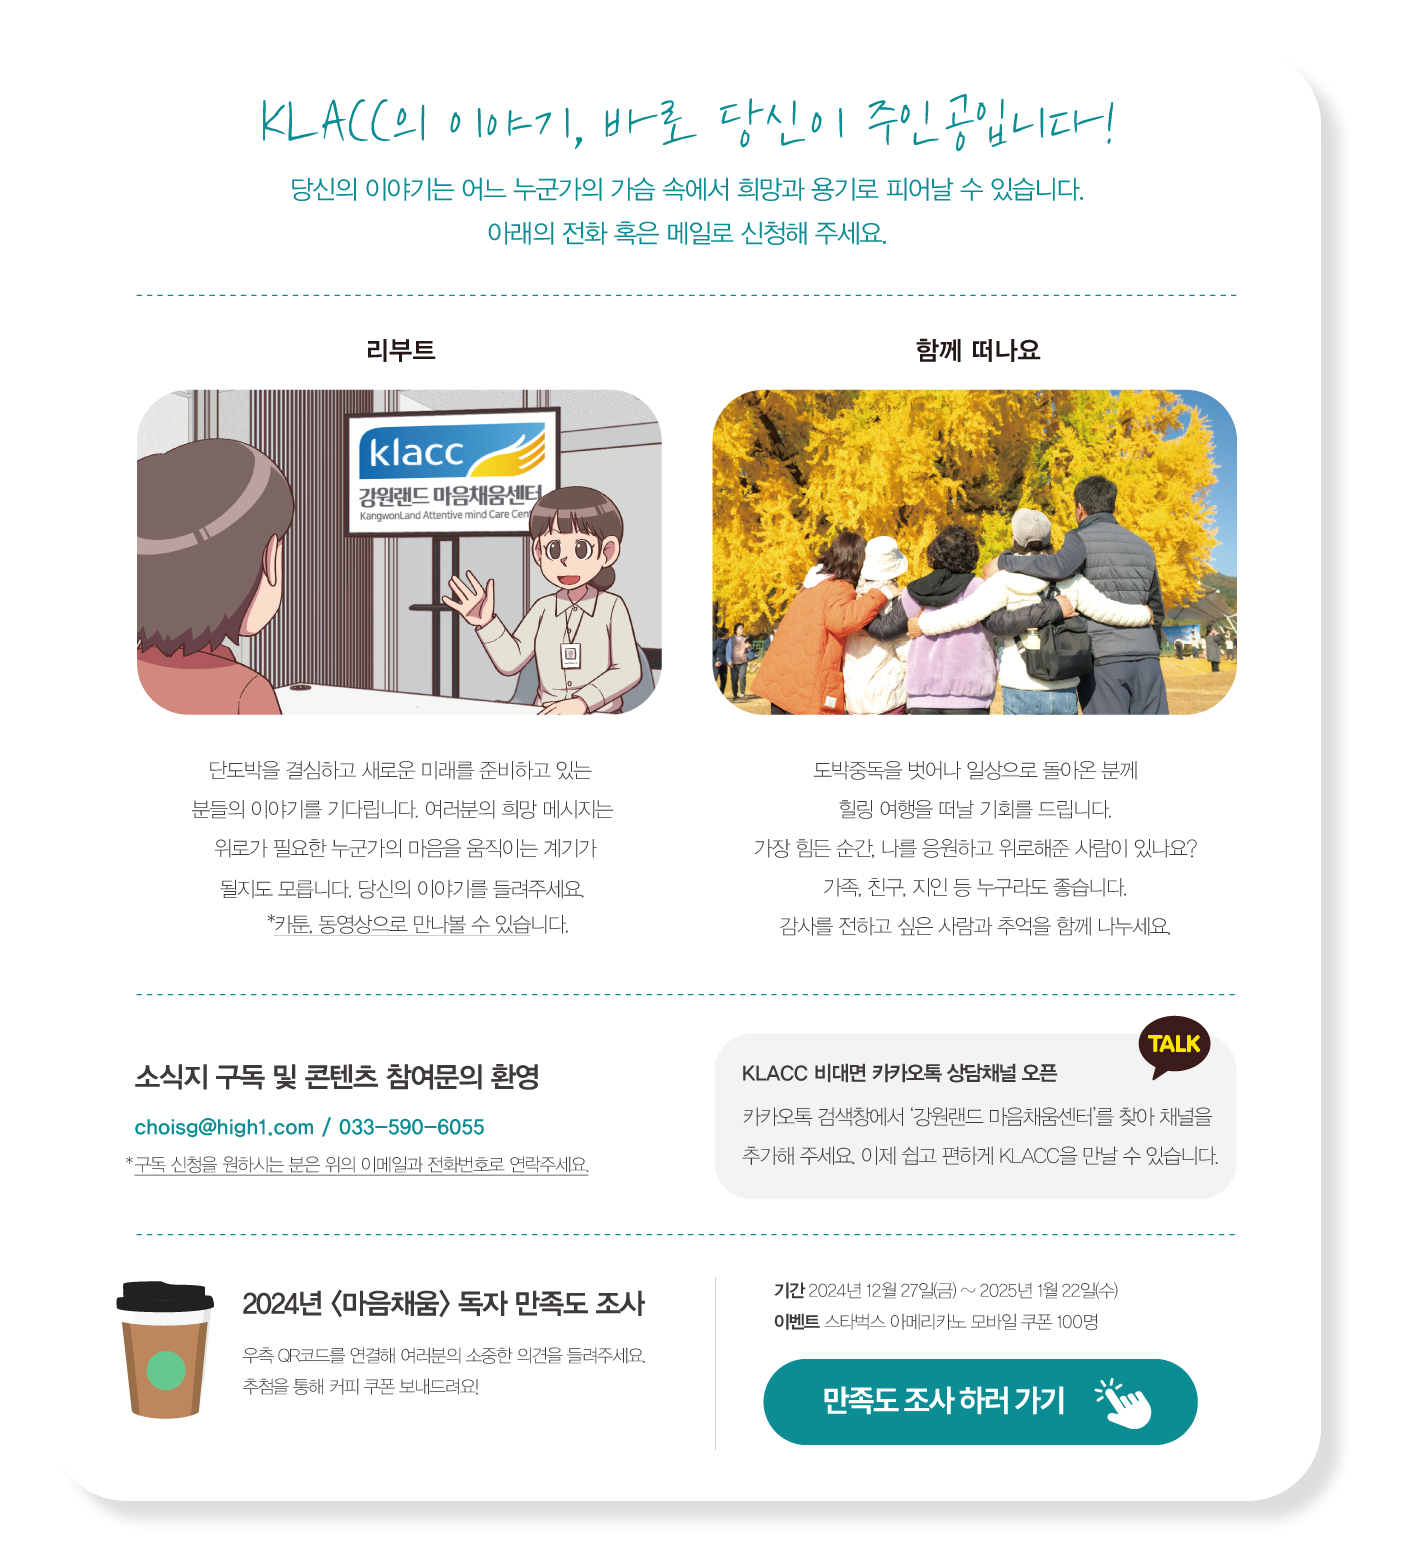 KLACC의 이야기, 바로 당신이 주인공입니다!
당신의 이야기는 어느 누군가의 가슴 속에서 희망과 용기로 피어날 수 있습니다.
아래의 전화 혹은 메일로 신청해 주세요.
리부트
klacc
강원랜드 마음채움센터
KangwonLand Attentive mind Care Cent
단도박을 결심하고 새로운 미래를 준비하고 있는
분들의 이야기를 기다립니다. 여러분의 희망 메시지는
위로가 필요한 누군가의 마음을 움직이는 계기가
될지도 모릅니다. 당신의 이야기를 들려주세요.
*카툰, 동영상으로 만나볼 수 있습니다.
함께 떠나요
도박중독을 벗어나 일상으로 돌아온 분께
힐링 여행을 떠날 기회를 드립니다.
가장 힘든 순간, 나를 응원하고 위로해준 사람이 있나요?
가족, 친구, 지인 등 누구라도 좋습니다.
감사를 전하고 싶은 사람과 추억을 함께 나누세요.
소식지 구독 및 콘텐츠 참여문의 환영
choisg@high1.com / 033-590-6055
*구독 신청을 원하시는 분은 위의 이메일과 전화번호로 연락주세요.
TALK
KLACC 비대면 카카오톡 상담채널 오픈
카카오톡 검색창에서 '강원랜드 마음채움센터'를 찾아 채널을
추가해 주세요. 이제 쉽고 편하게 KLACC을 만날 수 있습니다.
2024년 <마음채움> 독자 만족도 조사
우측 QR코드를 연결해 여러분의 소중한 의견을 들려주세요.
추첨을 통해 커피 쿠폰 보내드려요!
기간 2024년 12월 27일(금) ~ 2025년 1월 22일(수)
이벤트 스타벅스 아메리카노 모바일 쿠폰 100명
만족도 조사 하러 가기